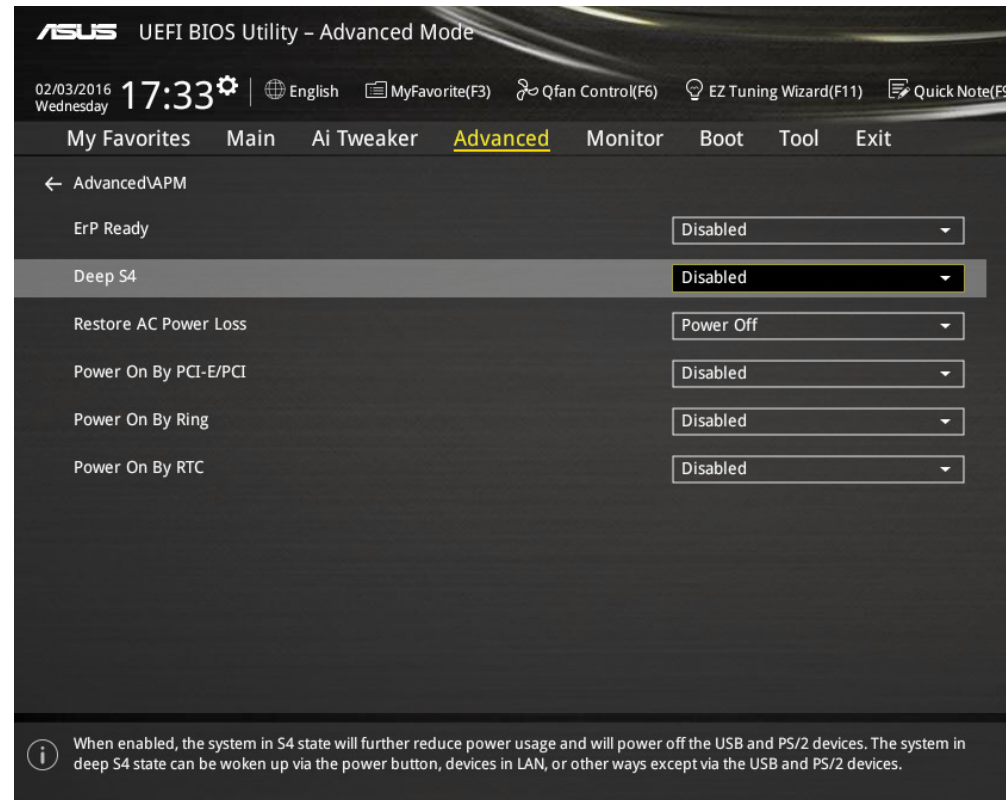 ASUS UEFI BIOS Utility – Advanced Mode
02/03/2016
Wednesday 17:33 English MyFavorite(F3) Qfan Control(F6) EZ Tuning Wizard(F11) Quick Note(F9
My Favorites Main Ai Tweaker Advanced Monitor Boot Tool Exit
← Advanced\APM
ErP Ready Disabled
Deep S4 Disabled
Restore AC Power Loss Power Off
Power On By PCI-E/PCI Disabled
Power On By Ring Disabled
Power On By RTC Disabled
When enabled, the system in S4 state will further reduce power usage and will power off the USB and PS/2 devices. The system in
deep S4 state can be woken up via the power button, devices in LAN, or other ways except via the USB and PS/2 devices.